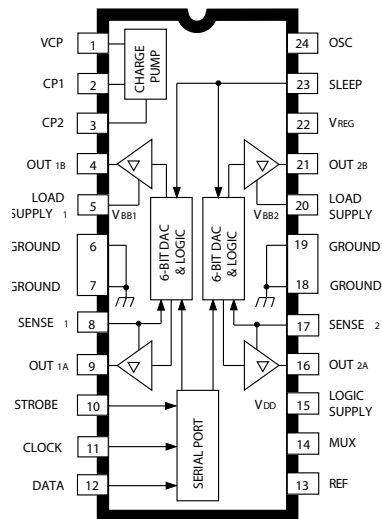 VCP 1 24 OSC
CP1 2 23 SLEEP
CP2 3 22 VREG
CHARGE PUMP
OUT 1B 4 21 OUT 2B
LOAD SUPPLY 1 5 VBB1 VBB2 20 LOAD SUPPLY
6-BIT DAC & LOGIC 6-BIT DAC & LOGIC
GROUND 6 19 GROUND
GROUND 7 18 GROUND
SENSE 1 8 17 SENSE 2
OUT 1A 9 16 OUT 2A
STROBE 10 VDD 15 LOGIC SUPPLY
CLOCK 11 14 MUX
DATA 12 13 REF
SERIAL PORT